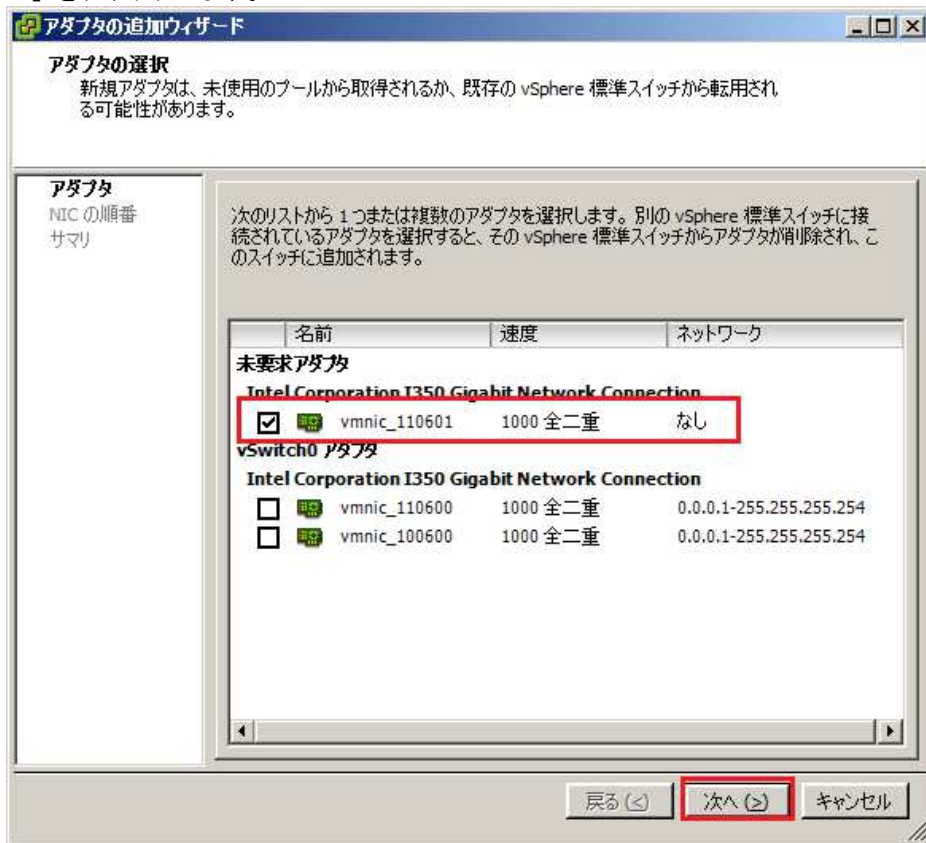 アダプタの追加ウィザード
アダプタの選択
新規アダプタは、未使用のプールから取得されるか、既存の vSphere 標準スイッチから転用され
る可能性があります。
アダプタ
NIC の順番
サマリ
次のリストから 1 つまたは複数のアダプタを選択します。別の vSphere 標準スイッチに接
続されているアダプタを選択すると、その vSphere 標準スイッチからアダプタが削除され、こ
のスイッチに追加されます。
名前 速度 ネットワーク
未要求アダプタ
Intel Corporation I350 Gigabit Network Connection
vmnic_110601 1000 全二重 なし
vSwitch0 アダプタ
Intel Corporation I350 Gigabit Network Connection
vmnic_110600 1000 全二重 0.0.0.1-255.255.255.254
vmnic_100600 1000 全二重 0.0.0.1-255.255.255.254
戻る (<) 次へ (>) キャンセル